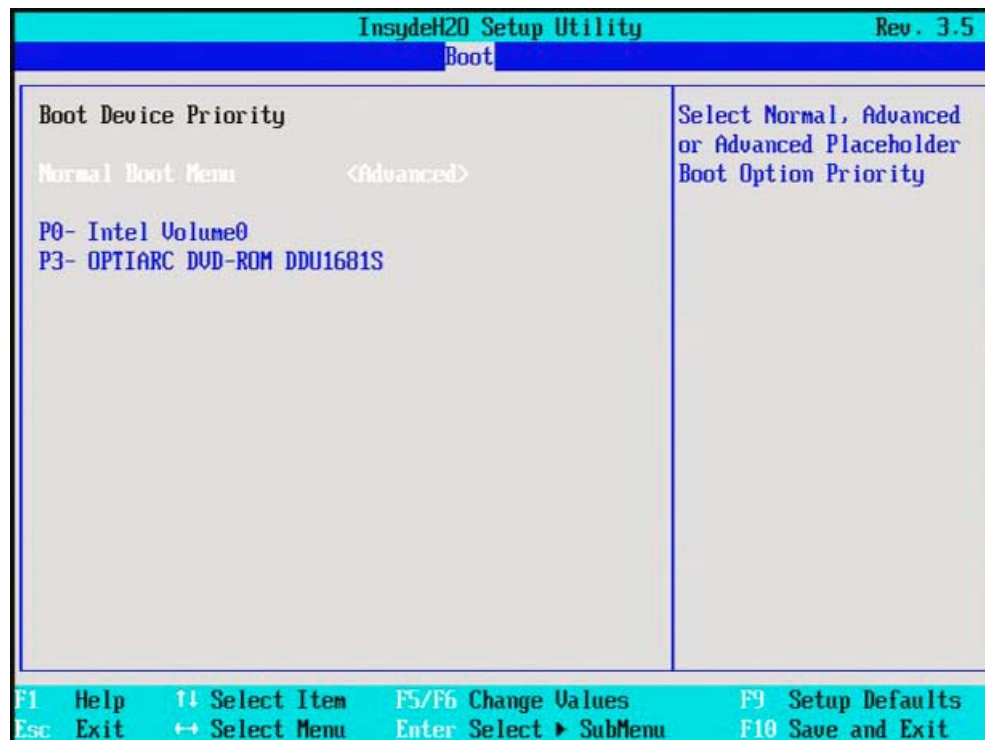 InsydeH2O Setup Utility Rev. 3.5
Boot
Boot Device Priority
Normal Boot Menu <Advanced>
P0- Intel Volume0
P3- OPTIARC DVD-ROM DDU1681S
Select Normal, Advanced
or Advanced Placeholder
Boot Option Priority
F1 Help ↑↓ Select Item F5/F6 Change Values F9 Setup Defaults
Esc Exit ↔ Select Menu Enter Select ▶ SubMenu F10 Save and Exit